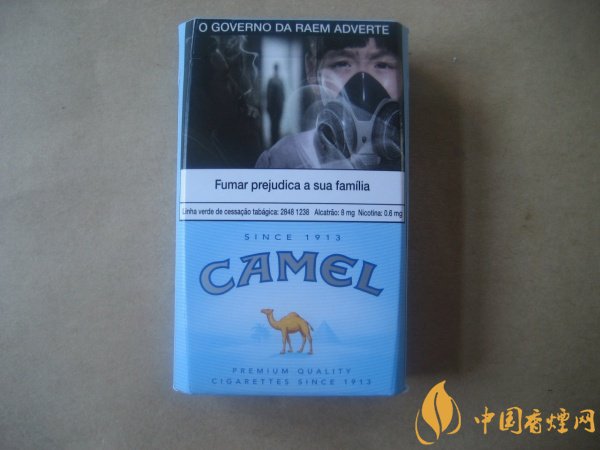 O GOVERNO DA RAEM ADVERTE
Fumar prejudica a sua família
Linha verde de cessação tabágica: 2848 1238 Alcatrão: 8 mg Nicotina: 0.6 mg
SINCE 1913
CAMEL
PREMIUM QUALITY
CIGARETTES SINCE 1913
中国香烟网